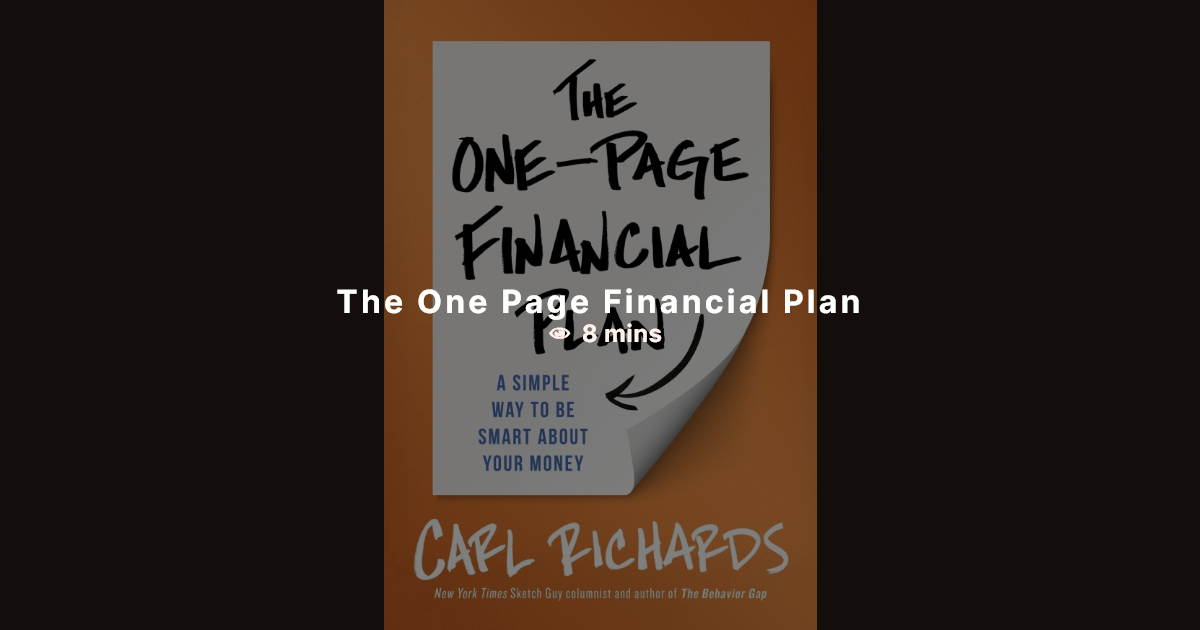 THE
ONE-PAGE
FINANCIAL
PLAN
The One Page Financial Plan
8 mins
A SIMPLE
WAY TO BE
SMART ABOUT
YOUR MONEY
CARL RICHARDS
New York Times Sketch Guy columnist and author of The Behavior Gap